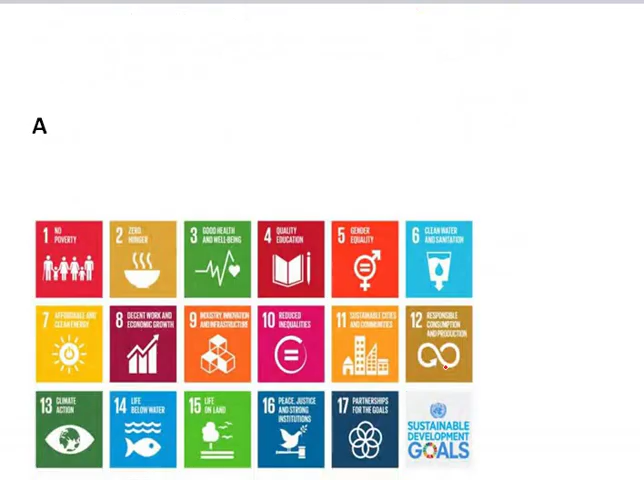 A
1 NO
POVERTY
2 ZERO
HUNGER
3 GOOD HEALTH
AND WELL-BEING
4 QUALITY
EDUCATION
5 GENDER
EQUALITY
6 CLEAN WATER
AND SANITATION
7 AFFORDABLE AND
CLEAN ENERGY
8 DECENT WORK AND
ECONOMIC GROWTH
9 INDUSTRY, INNOVATION
AND INFRASTRUCTURE
10 REDUCED
INEQUALITIES
11 SUSTAINABLE CITIES
AND COMMUNITIES
12 RESPONSIBLE
CONSUMPTION
AND PRODUCTION
13 CLIMATE
ACTION
14 LIFE
BELOW WATER
15 LIFE
ON LAND
16 PEACE, JUSTICE
AND STRONG
INSTITUTIONS
17 PARTNERSHIPS
FOR THE GOALS
SUSTAINABLE
DEVELOPMENT
GOALS